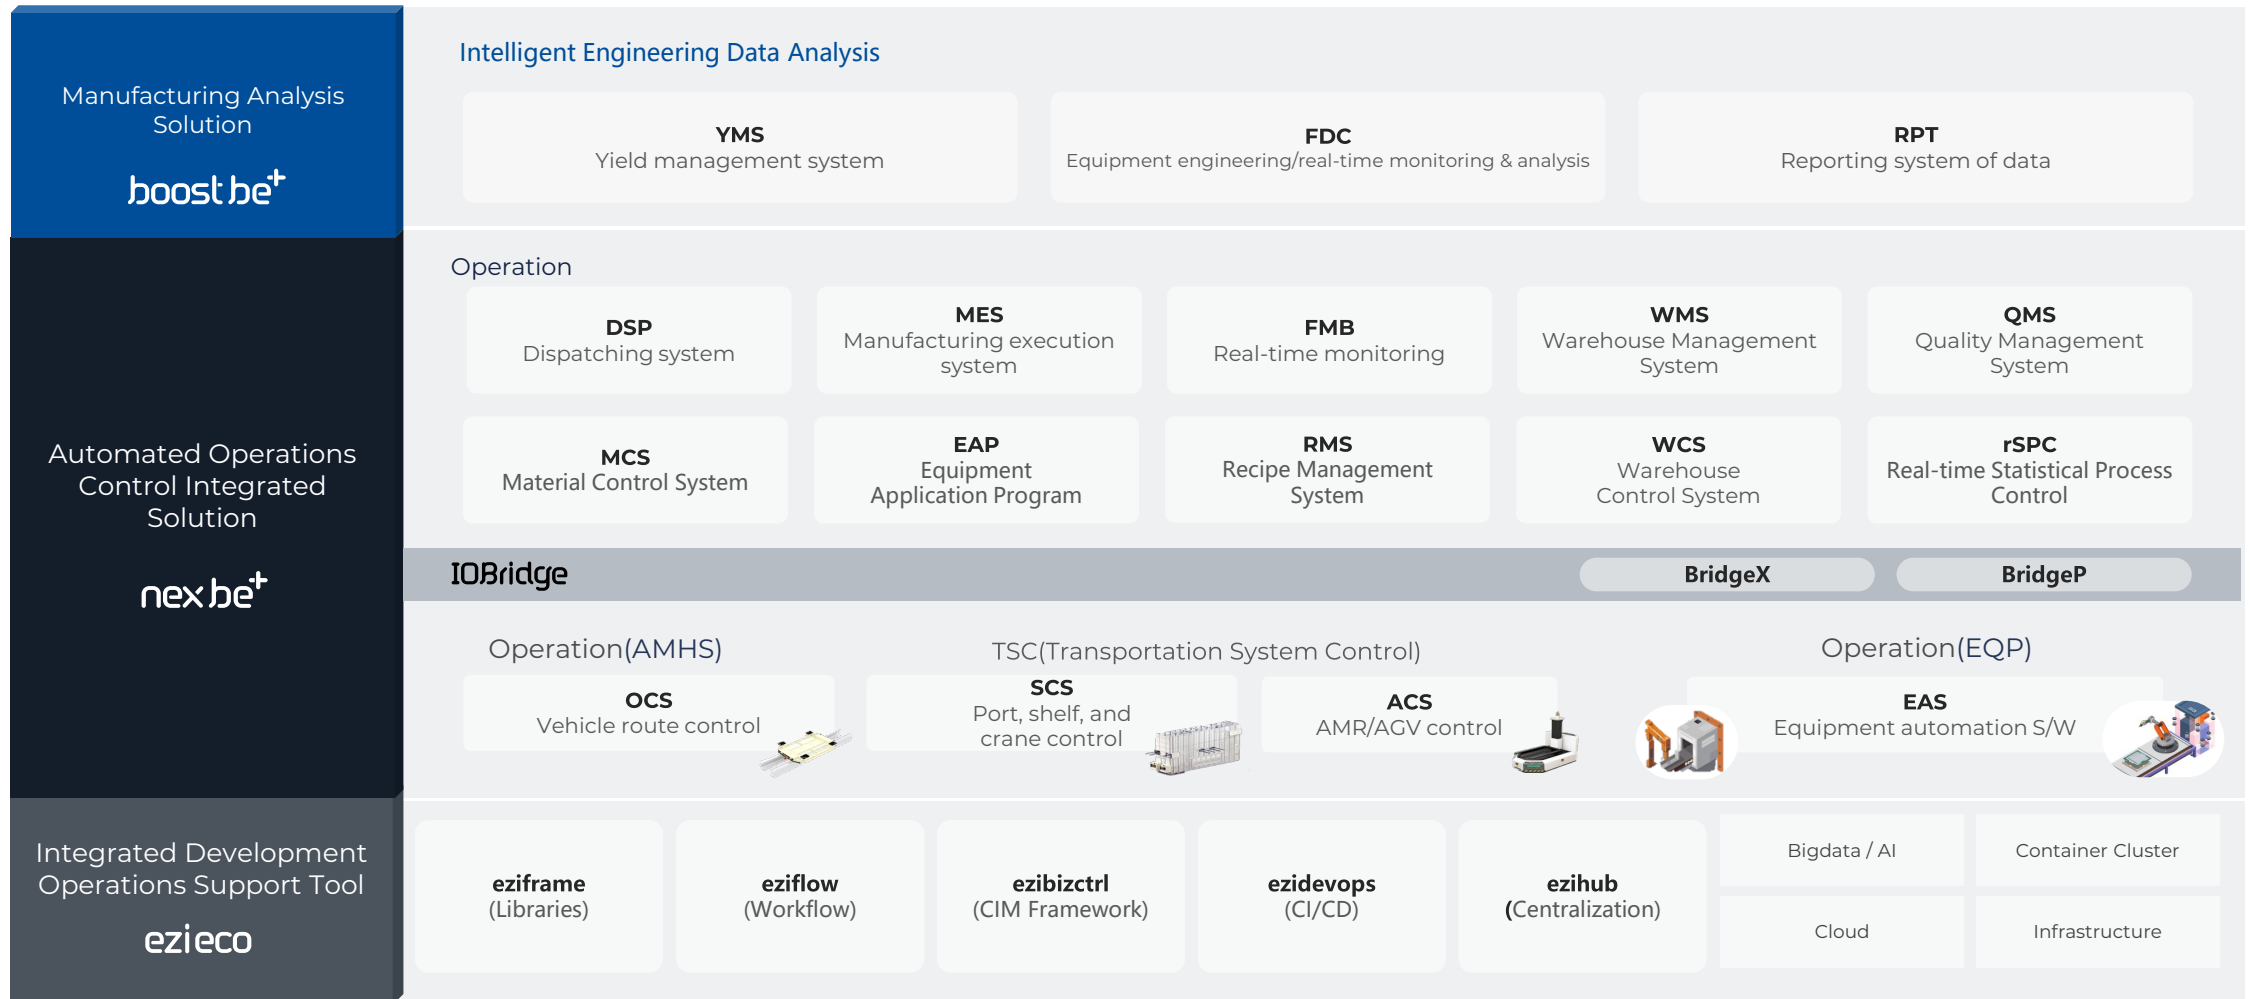 Manufacturing Analysis
Solution
boost.be+
Intelligent Engineering Data Analysis
YMS
Yield management system
FDC
Equipment engineering/real-time monitoring & analysis
RPT
Reporting system of data
Automated Operations
Control Integrated
Solution
nex.be+
Operation
DSP
Dispatching system
MES
Manufacturing execution
system
FMB
Real-time monitoring
WMS
Warehouse Management
System
QMS
Quality Management
System
MCS
Material Control System
EAP
Equipment
Application Program
RMS
Recipe Management
System
WCS
Warehouse
Control System
rSPC
Real-time Statistical Process
Control
IOBridge
BridgeX
BridgeP
Operation(AMHS)
TSC(Transportation System Control)
Operation(EQP)
OCS
Vehicle route control
SCS
Port, shelf, and
crane control
ACS
AMR/AGV control
EAS
Equipment automation S/W
Integrated Development
Operations Support Tool
ezieco
eziframe
(Libraries)
eziflow
(Workflow)
ezibizctrl
(CIM Framework)
ezidevops
(CI/CD)
ezihub
(Centralization)
Bigdata / AI
Container Cluster
Cloud
Infrastructure